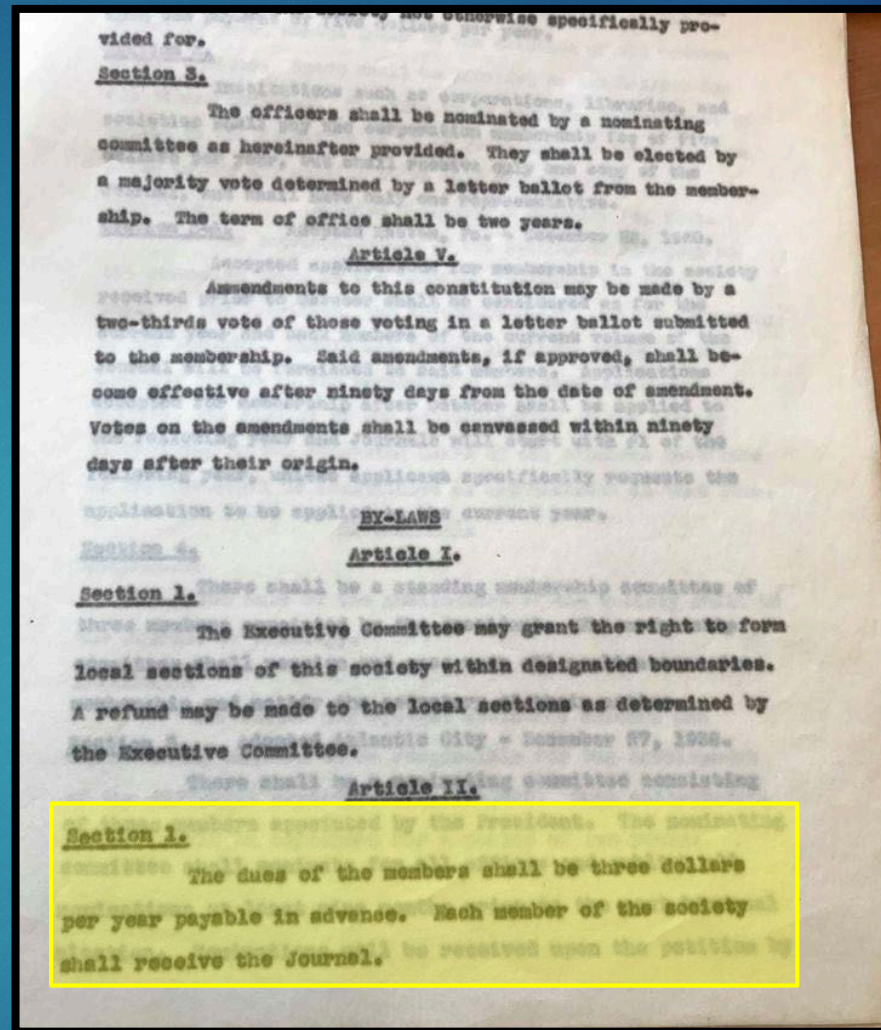 not otherwise specifically pro-
vided for.
Section 3.
The officers shall be nominated by a nominating
committee as hereinafter provided. They shall be elected by
a majority vote determined by a letter ballot from the member-
ship. The term of office shall be two years.
Article V.
Ammendments to this constitution may be made by a
two-thirds vote of those voting in a letter ballot submitted
to the membership. Said amendments, if approved, shall be-
come effective after ninety days from the date of amendment.
Votes on the amendments shall be canvassed within ninety
days after their origin.
BY-LAWS
Article I.
Section 1.
The Executive Committee may grant the right to form
local sections of this society within designated boundaries.
A refund may be made to the local sections as determined by
the Executive Committee.
Article II.
Section 1.
The dues of the members shall be three dollars
per year payable in advance. Each member of the society
shall receive the Journal.